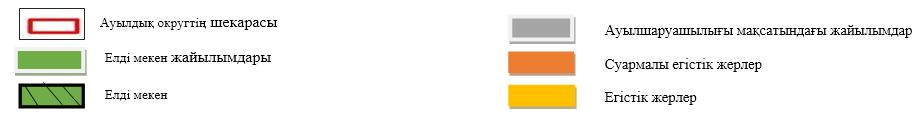 Ауылдық округтің шекарасы
Елді мекен жайылымдары
Елді мекен
Ауылшаруашылығы мақсатындағы жайылымдар
Суармалы егістік жерлер
Егістік жерлер